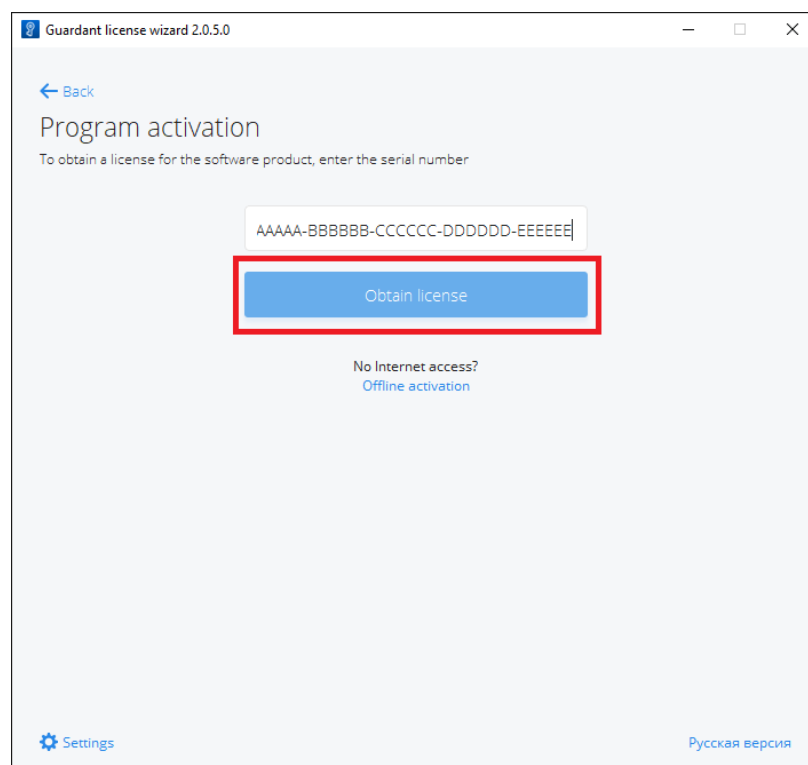 Guardant license wizard 2.0.5.0
Back
Program activation
To obtain a license for the software product, enter the serial number
AAAAA-BBBBBB-CCCCCC-DDDDDD-EEEEEE
Obtain license
No Internet access?
Offline activation
Settings
Русская версия